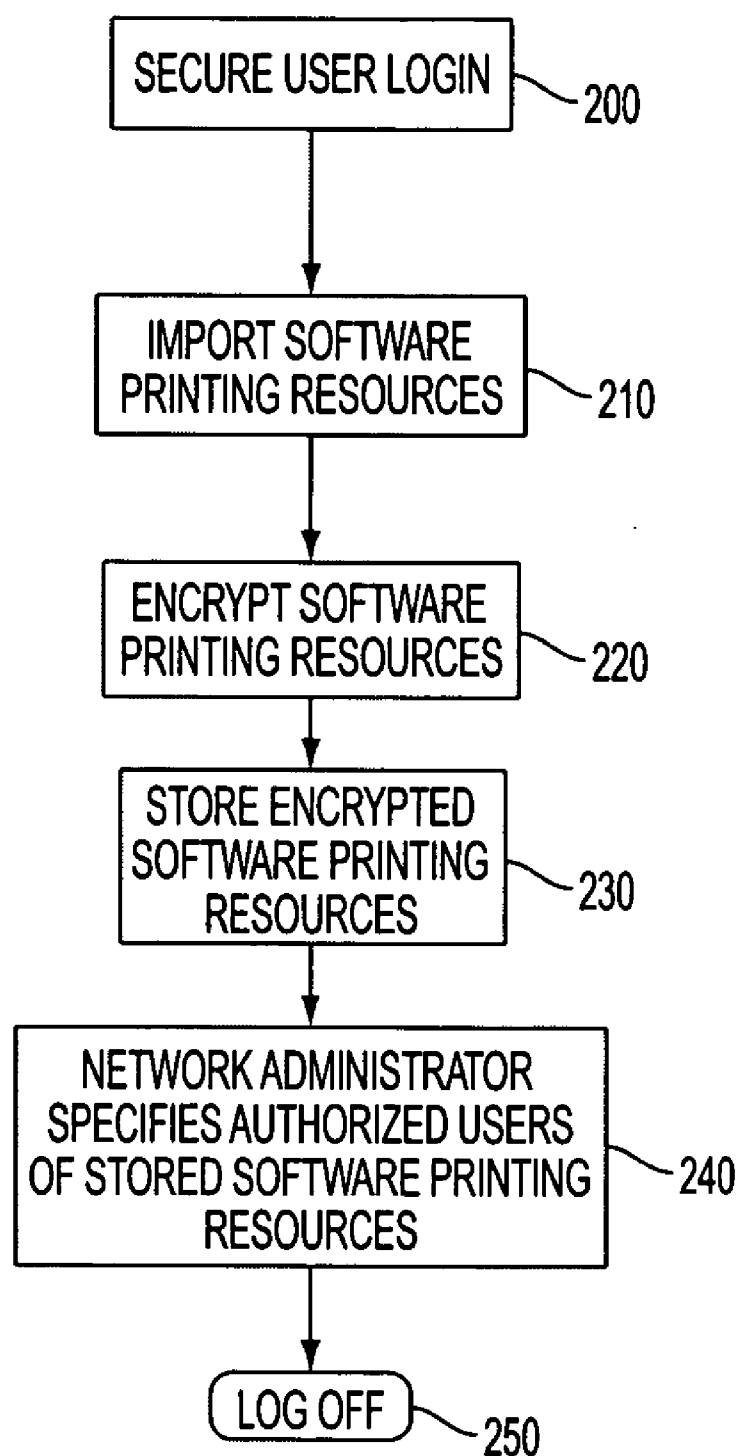 SECURE USER LOGIN
200
IMPORT SOFTWARE
PRINTING RESOURCES
210
ENCRYPT SOFTWARE
PRINTING RESOURCES
220
STORE ENCRYPTED
SOFTWARE PRINTING
RESOURCES
230
NETWORK ADMINISTRATOR
SPECIFIES AUTHORIZED USERS
OF STORED SOFTWARE PRINTING
RESOURCES
240
LOG OFF
250